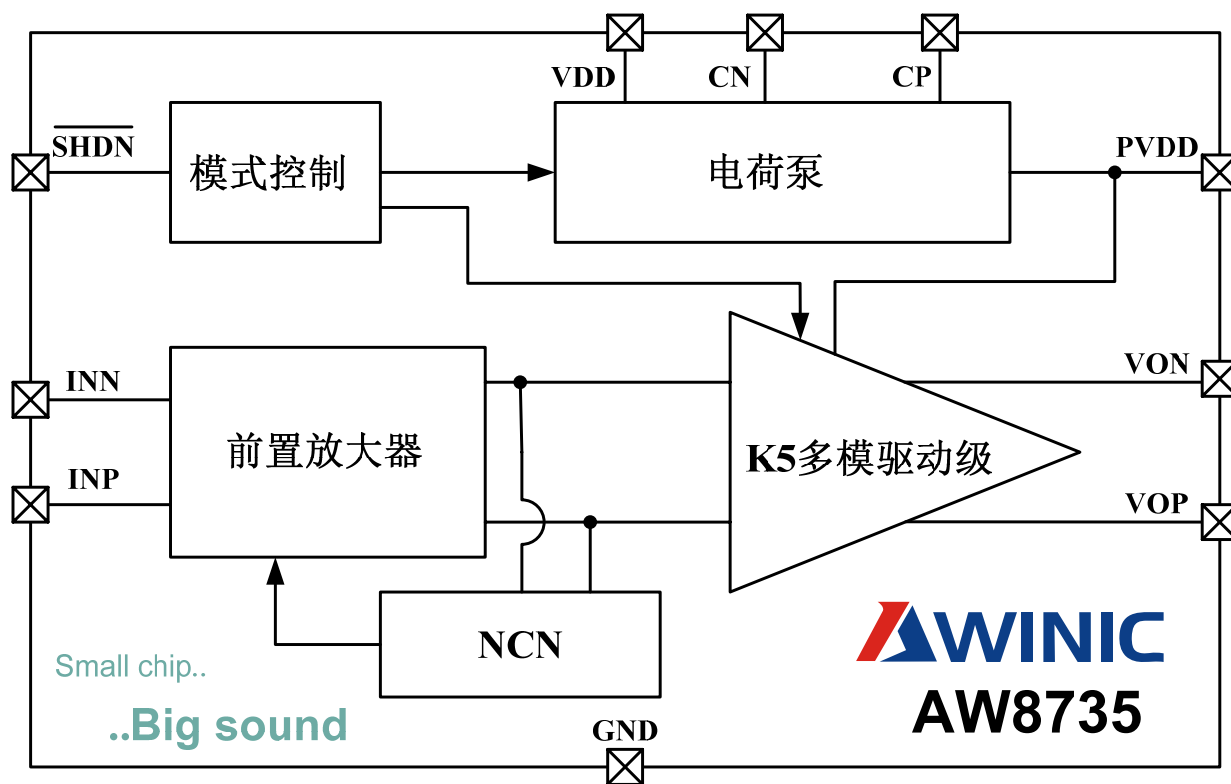 VDD CN CP
SHDN
模式控制
电荷泵
PVDD
INN
前置放大器
INP
K5多模驱动级
VON
VOP
NCN
Small chip..
..Big sound
AWINIC
AW8735
GND